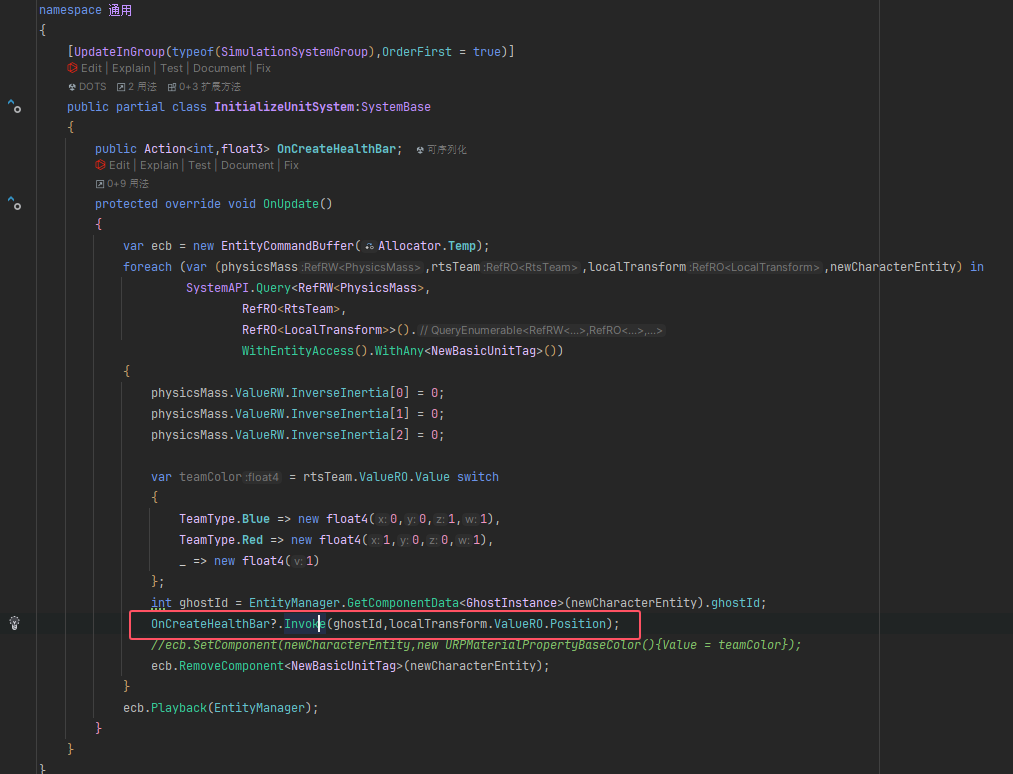 namespace 通用
{
[UpdateInGroup(typeof(SimulationSystemGroup),OrderFirst = true)]
Edit | Explain | Test | Document | Fix
DOTS 2 用法 0+3 扩展方法
public partial class InitializeUnitSystem:SystemBase
{
public Action<int,float3> OnCreateHealthBar; 可序列化
Edit | Explain | Test | Document | Fix
0+9 用法
protected override void OnUpdate()
{
var ecb = new EntityCommandBuffer(Allocator.Temp);
foreach (var (physicsMass:RefRW<PhysicsMass>,rtsTeam:RefRO<RtsTeam>,localTransform:RefRO<LocalTransform>,newCharacterEntity) in
SystemAPI.Query<RefRW<PhysicsMass>,
RefRO<RtsTeam>,
RefRO<LocalTransform>>().// QueryEnumerable<RefRW<...>,RefRO<...>,...>
WithEntityAccess().WithAny<NewBasicUnitTag>())
{
physicsMass.ValueRW.InverseInertia[0] = 0;
physicsMass.ValueRW.InverseInertia[1] = 0;
physicsMass.ValueRW.InverseInertia[2] = 0;
var teamColor:float4 = rtsTeam.ValueRO.Value switch
{
TeamType.Blue => new float4(x:0,y:0,z:1,w:1),
TeamType.Red => new float4(x:1,y:0,z:0,w:1),
_ => new float4(v:1)
};
int ghostId = EntityManager.GetComponentData<GhostInstance>(newCharacterEntity).ghostId;
OnCreateHealthBar?.Invoke(ghostId,localTransform.ValueRO.Position);
//ecb.SetComponent(newCharacterEntity,new URPMaterialPropertyBaseColor(){Value = teamColor});
ecb.RemoveComponent<NewBasicUnitTag>(newCharacterEntity);
}
ecb.Playback(EntityManager);
}
}
}